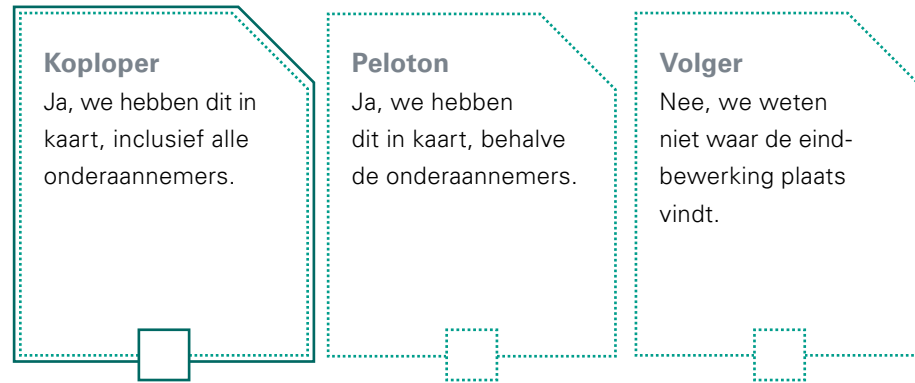 Koploper
Ja, we hebben dit in
kaart, inclusief alle
onderaannemers.
Peloton
Ja, we hebben
dit in kaart, behalve
de onderaannemers.
Volger
Nee, we weten
niet waar de eind-
bewerking plaats
vindt.